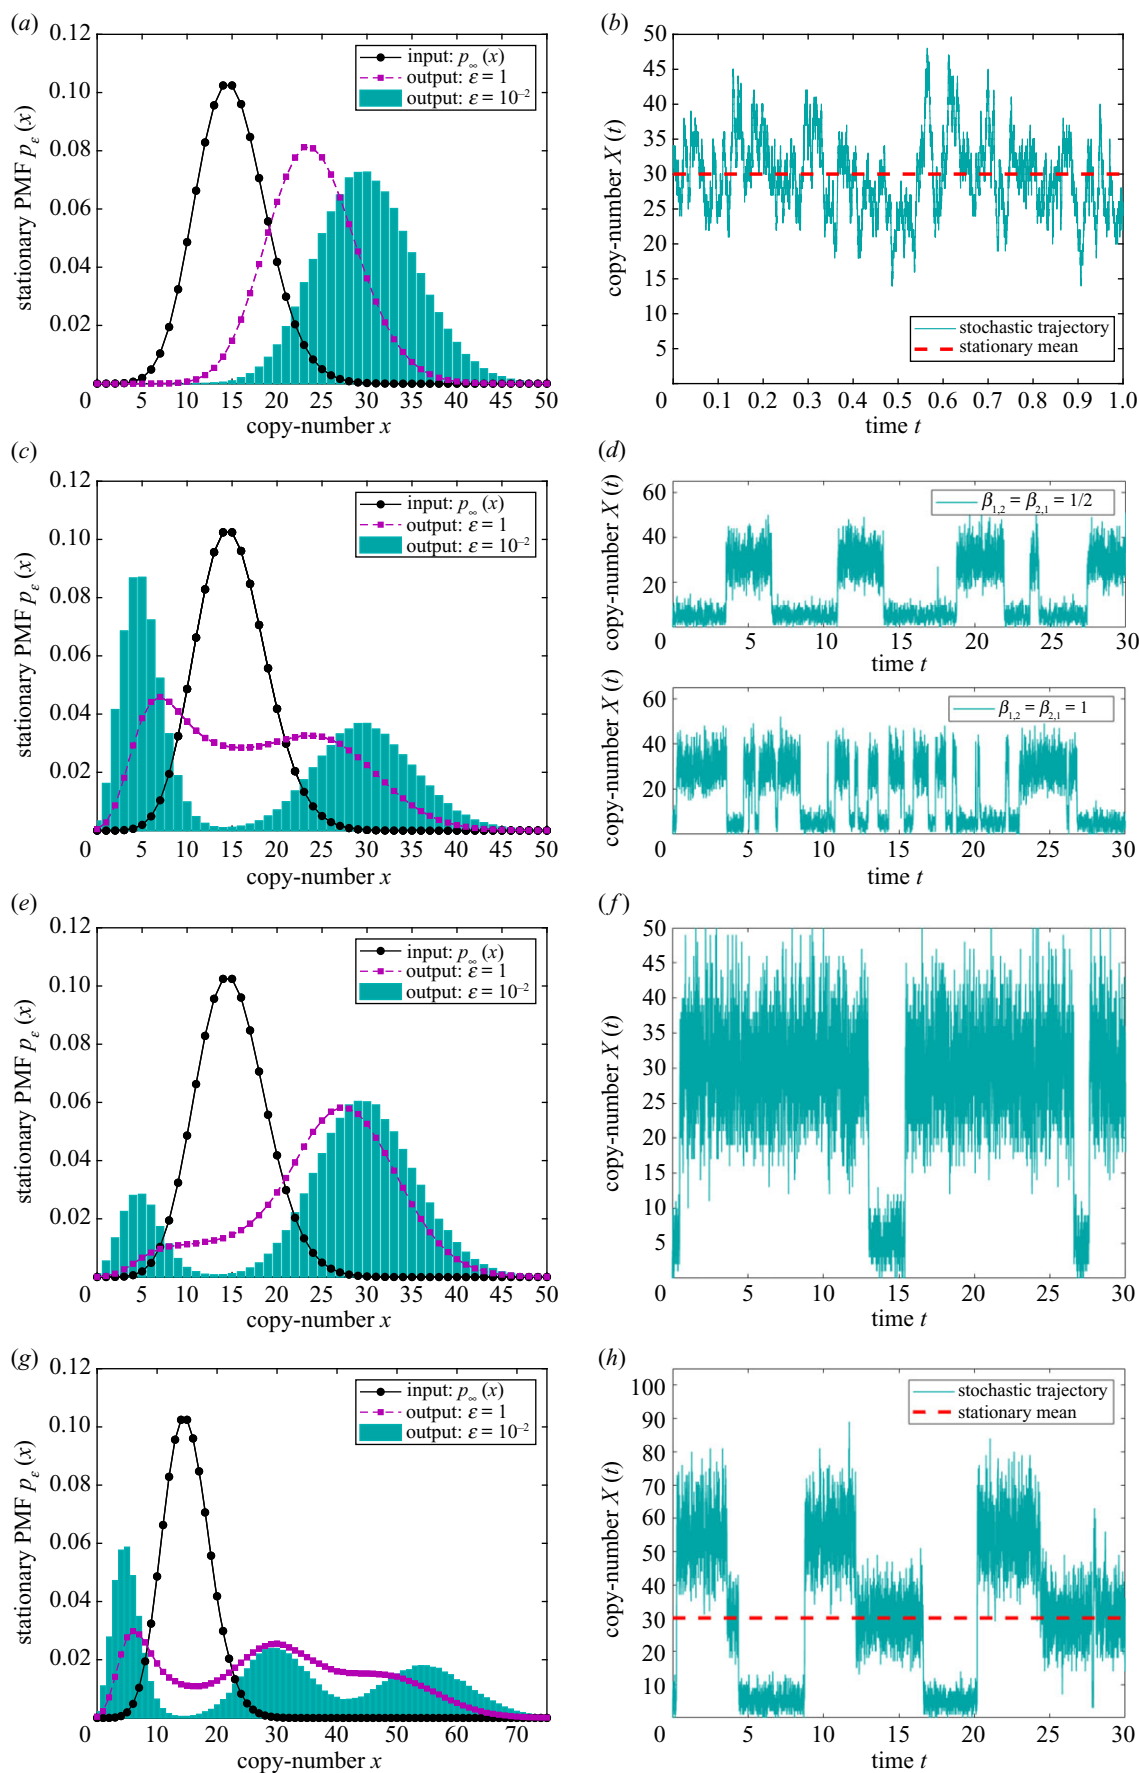 (a)
0.12
0.10
0.08
0.06
0.04
0.02
stationary PMF pε (x)
input: p∞ (x)
output: ε = 1
output: ε = 10⁻²
0 5 10 15 20 25 30 35 40 45 50
copy-number x
(b)
50
45
40
35
30
25
20
15
10
5
copy-number X (t)
stochastic trajectory
stationary mean
0 0.1 0.2 0.3 0.4 0.5 0.6 0.7 0.8 0.9 1.0
time t
(c)
0.12
0.10
0.08
0.06
0.04
0.02
stationary PMF pε (x)
input: p∞ (x)
output: ε = 1
output: ε = 10⁻²
0 5 10 15 20 25 30 35 40 45 50
copy-number x
(d)
60
40
20
copy-number X (t)
β1,2 = β2,1 = 1/2
0 5 10 15 20 25 30
time t
60
40
20
copy-number X (t)
β1,2 = β2,1 = 1
0 5 10 15 20 25 30
time t
(e)
0.12
0.10
0.08
0.06
0.04
0.02
stationary PMF pε (x)
input: p∞ (x)
output: ε = 1
output: ε = 10⁻²
0 5 10 15 20 25 30 35 40 45 50
copy-number x
(f)
50
45
40
35
30
25
20
15
10
5
copy-number X (t)
0 5 10 15 20 25 30
time t
(g)
0.12
0.10
0.08
0.06
0.04
0.02
stationary PMF pε (x)
input: p∞ (x)
output: ε = 1
output: ε = 10⁻²
0 10 20 30 40 50 60 70
copy-number x
(h)
100
90
80
70
60
50
40
30
20
10
copy-number X (t)
stochastic trajectory
stationary mean
0 5 10 15 20 25 30
time t